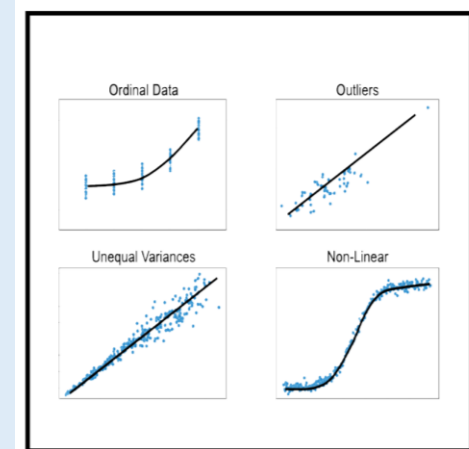 Ordinal Data
Outliers
Unequal Variances
Non-Linear